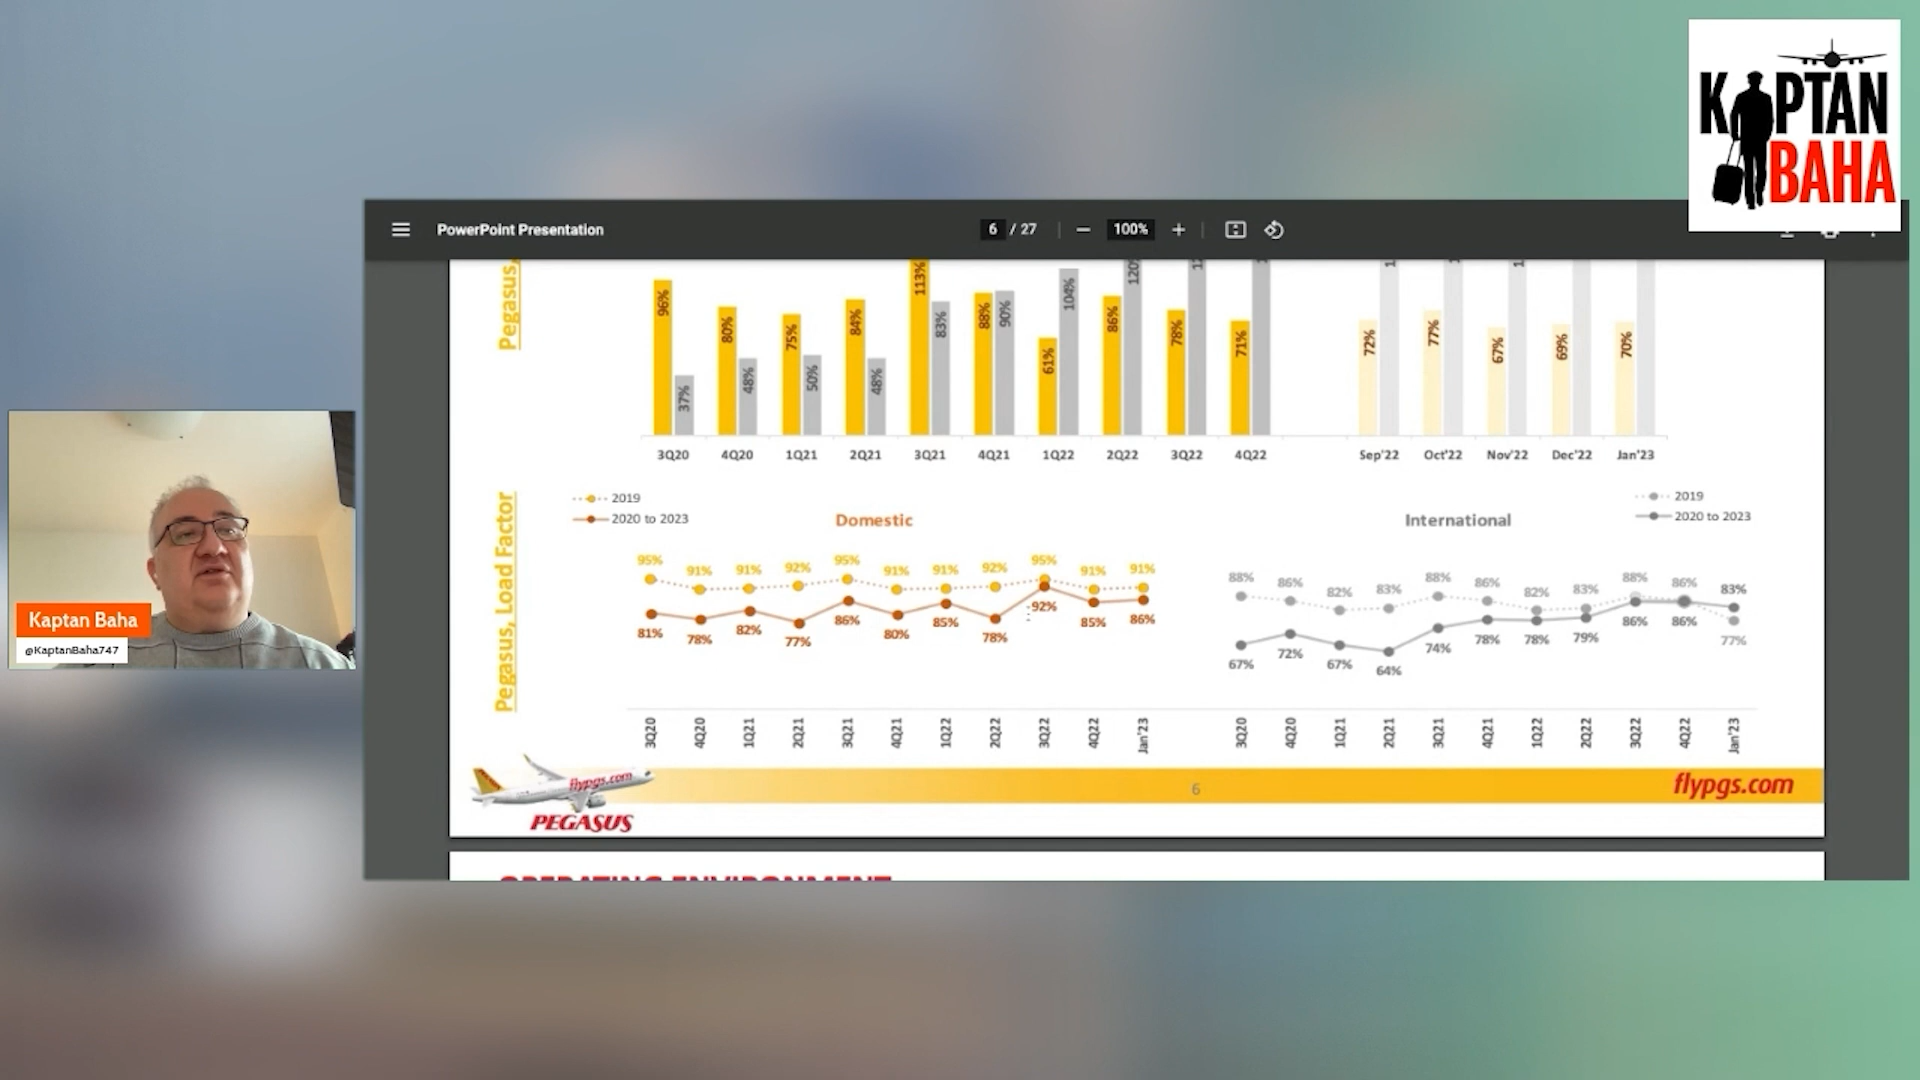 KAPTAN
BAHA
PowerPoint Presentation
6 / 27
100%
Pegasus,
96% 37% 80% 48% 75% 50% 84% 48% 113% 83% 88% 90% 61% 104% 86% 120 78% 71%
72% 77% 67% 69% 70%
3Q20 4Q20 1Q21 2Q21 3Q21 4Q21 1Q22 2Q22 3Q22 4Q22
Sep'22 Oct'22 Nov'22 Dec'22 Jan'23
Pegasus, Load Factor
2019
2020 to 2023
Domestic
95% 91% 91% 92% 95% 91% 91% 92% 95% 91% 91%
81% 78% 82% 77% 86% 80% 85% 78% 92% 85% 86%
3Q20 4Q20 1Q21 2Q21 3Q21 4Q21 1Q22 2Q22 3Q22 4Q22 Jan'23
International
2019
2020 to 2023
88% 86% 82% 83% 88% 86% 82% 83% 88% 86% 83%
67% 72% 67% 64% 74% 78% 78% 79% 86% 86% 77%
3Q20 4Q20 1Q21 2Q21 3Q21 4Q21 1Q22 2Q22 3Q22 4Q22 Jan'23
flypgs.com
PEGASUS
6
flypgs.com
OPERATING ENVIRONMENT
Kaptan Baha
@KaptanBaha747